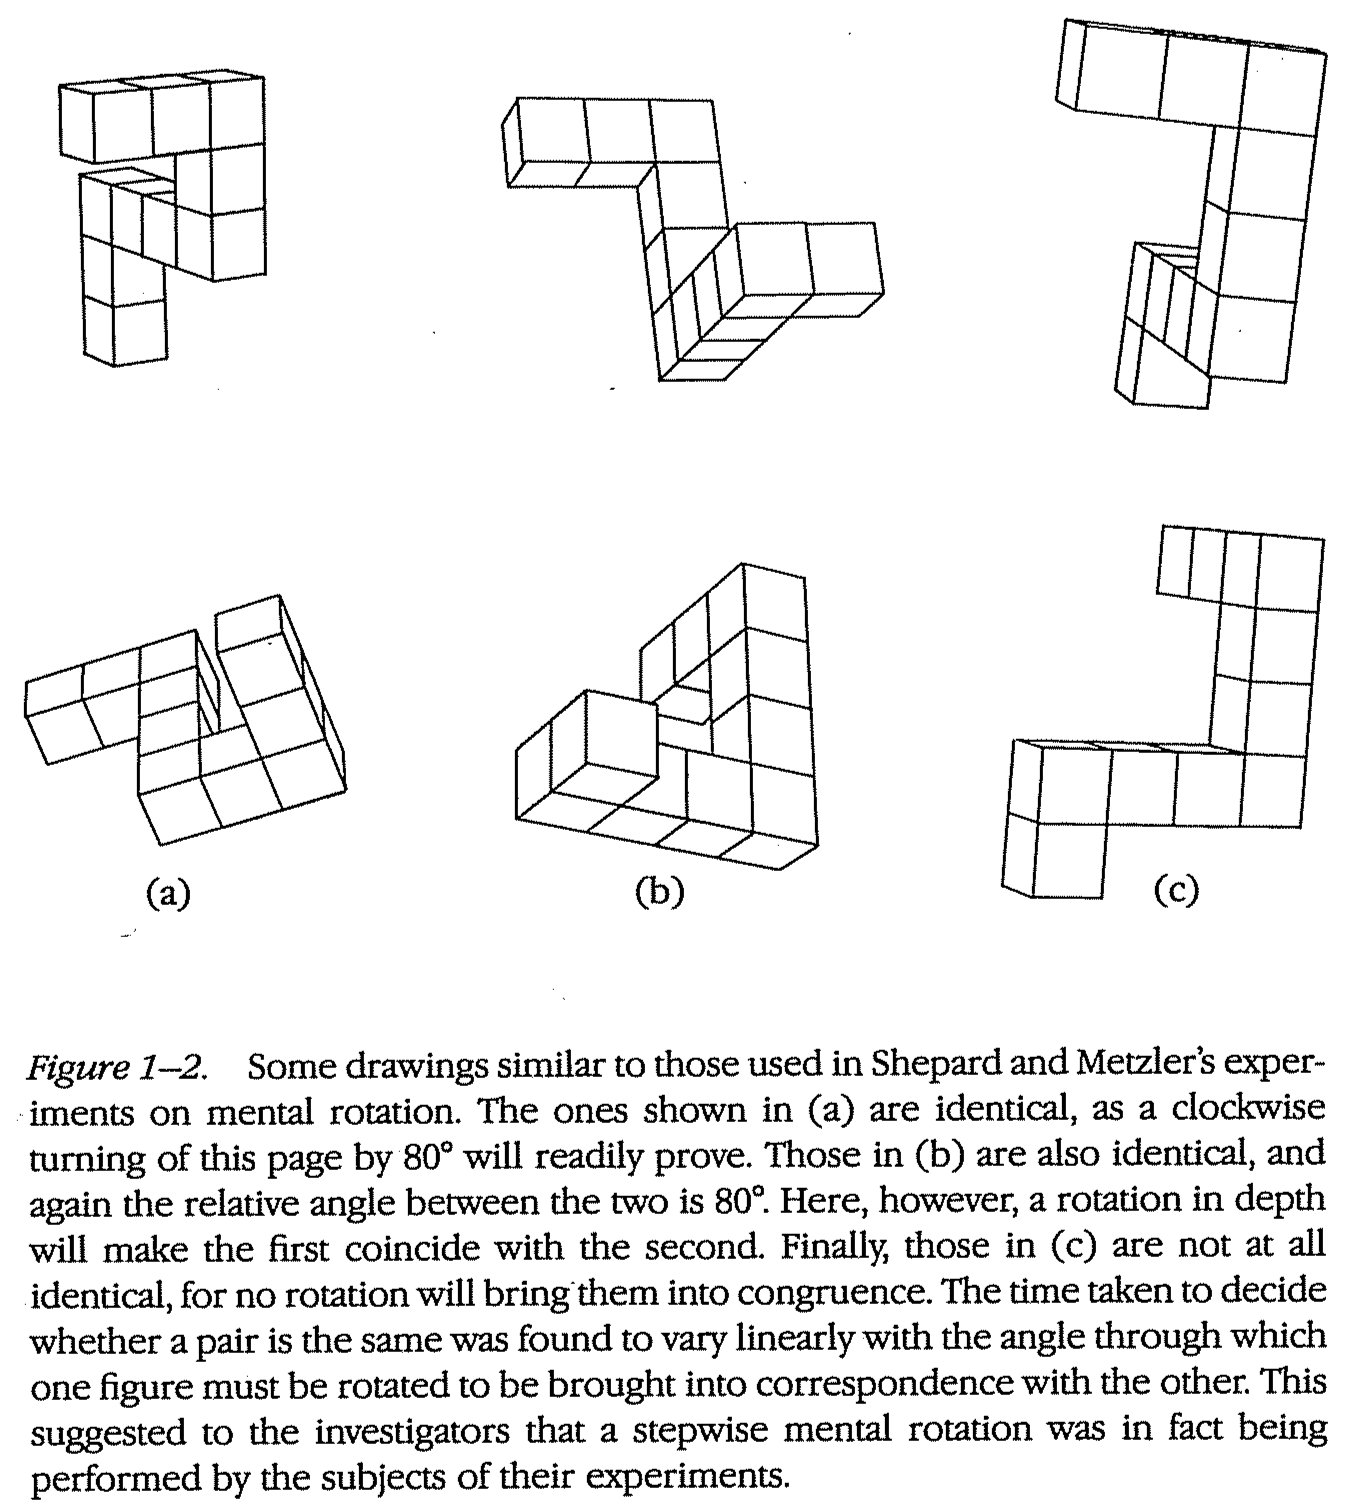 (a)
(b)
(c)
Figure 1–2. Some drawings similar to those used in Shepard and Metzler's exper-
iments on mental rotation. The ones shown in (a) are identical, as a clockwise
turning of this page by 80° will readily prove. Those in (b) are also identical, and
again the relative angle between the two is 80°. Here, however, a rotation in depth
will make the first coincide with the second. Finally, those in (c) are not at all
identical, for no rotation will bring them into congruence. The time taken to decide
whether a pair is the same was found to vary linearly with the angle through which
one figure must be rotated to be brought into correspondence with the other. This
suggested to the investigators that a stepwise mental rotation was in fact being
performed by the subjects of their experiments.